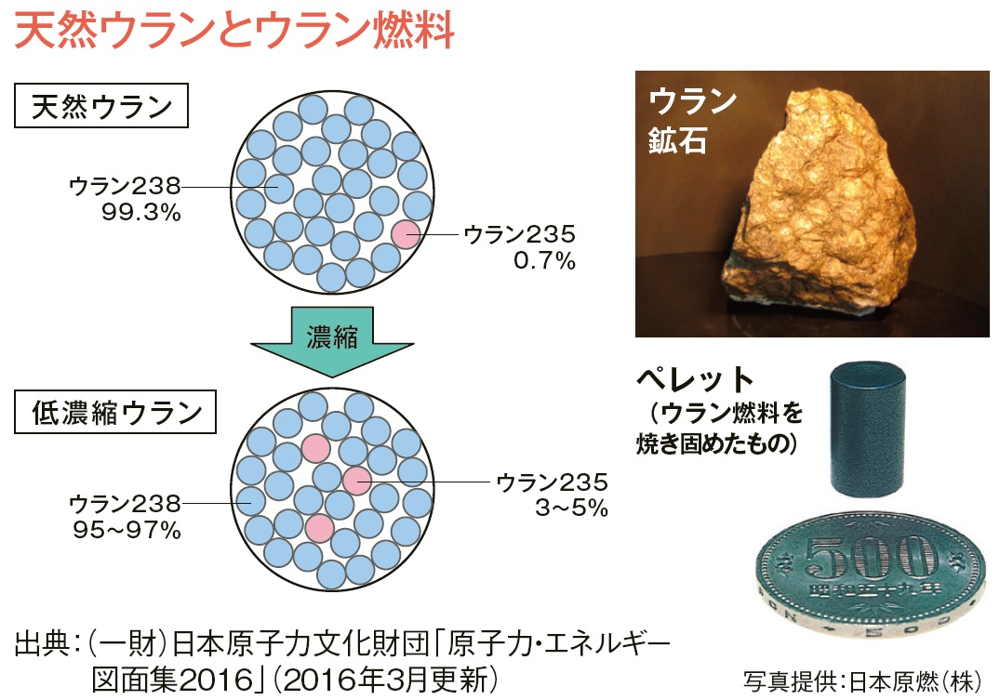 天然ウランとウラン燃料
天然ウラン
ウラン238
99.3%
ウラン235
0.7%
濃縮
低濃縮ウラン
ウラン238
95～97%
ウラン235
3～5%
ウラン
鉱石
ペレット
（ウラン燃料を
焼き固めたもの）
500
昭和五十九年
出典：（一財）日本原子力文化財団「原子力・エネルギー
図面集2016」（2016年3月更新）
写真提供：日本原燃（株）